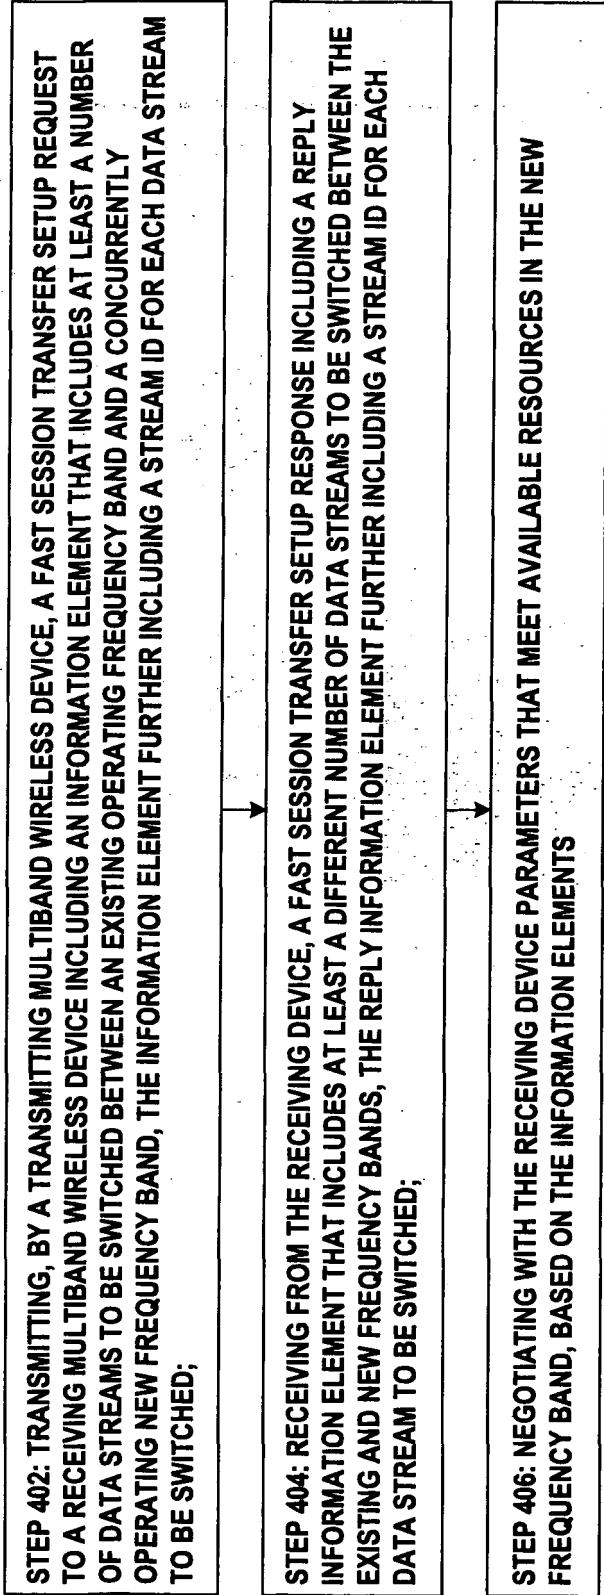 STEP 402: TRANSMITTING, BY A TRANSMITTING MULTIBAND WIRELESS DEVICE, A FAST SESSION TRANSFER SETUP REQUEST
TO A RECEIVING MULTIBAND WIRELESS DEVICE INCLUDING AN INFORMATION ELEMENT THAT INCLUDES AT LEAST A NUMBER
OF DATA STREAMS TO BE SWITCHED BETWEEN AN EXISTING OPERATING FREQUENCY BAND AND A CONCURRENTLY
OPERATING NEW FREQUENCY BAND, THE INFORMATION ELEMENT FURTHER INCLUDING A STREAM ID FOR EACH DATA STREAM
TO BE SWITCHED;
STEP 404: RECEIVING FROM THE RECEIVING DEVICE, A FAST SESSION TRANSFER SETUP RESPONSE INCLUDING A REPLY
INFORMATION ELEMENT THAT INCLUDES AT LEAST A DIFFERENT NUMBER OF DATA STREAMS TO BE SWITCHED BETWEEN THE
EXISTING AND NEW FREQUENCY BANDS, THE REPLY INFORMATION ELEMENT FURTHER INCLUDING A STREAM ID FOR EACH
DATA STREAM TO BE SWITCHED;
STEP 406: NEGOTIATING WITH THE RECEIVING DEVICE PARAMETERS THAT MEET AVAILABLE RESOURCES IN THE NEW
FREQUENCY BAND, BASED ON THE INFORMATION ELEMENTS